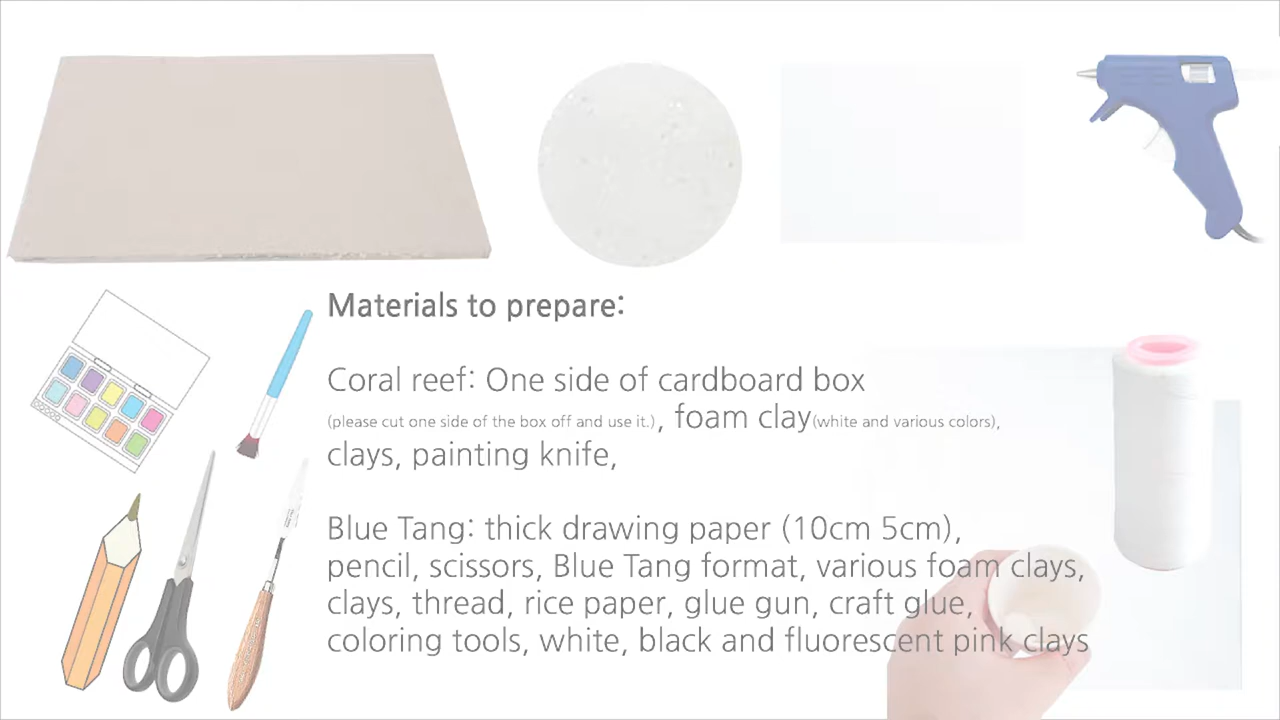 Materials to prepare:
Coral reef: One side of cardboard box
(please cut one side of the box off and use it.), foam clay(white and various colors),
clays, painting knife,
Blue Tang: thick drawing paper (10cm 5cm),
pencil, scissors, Blue Tang format, various foam clays,
clays, thread, rice paper, glue gun, craft glue,
coloring tools, white, black and fluorescent pink clays